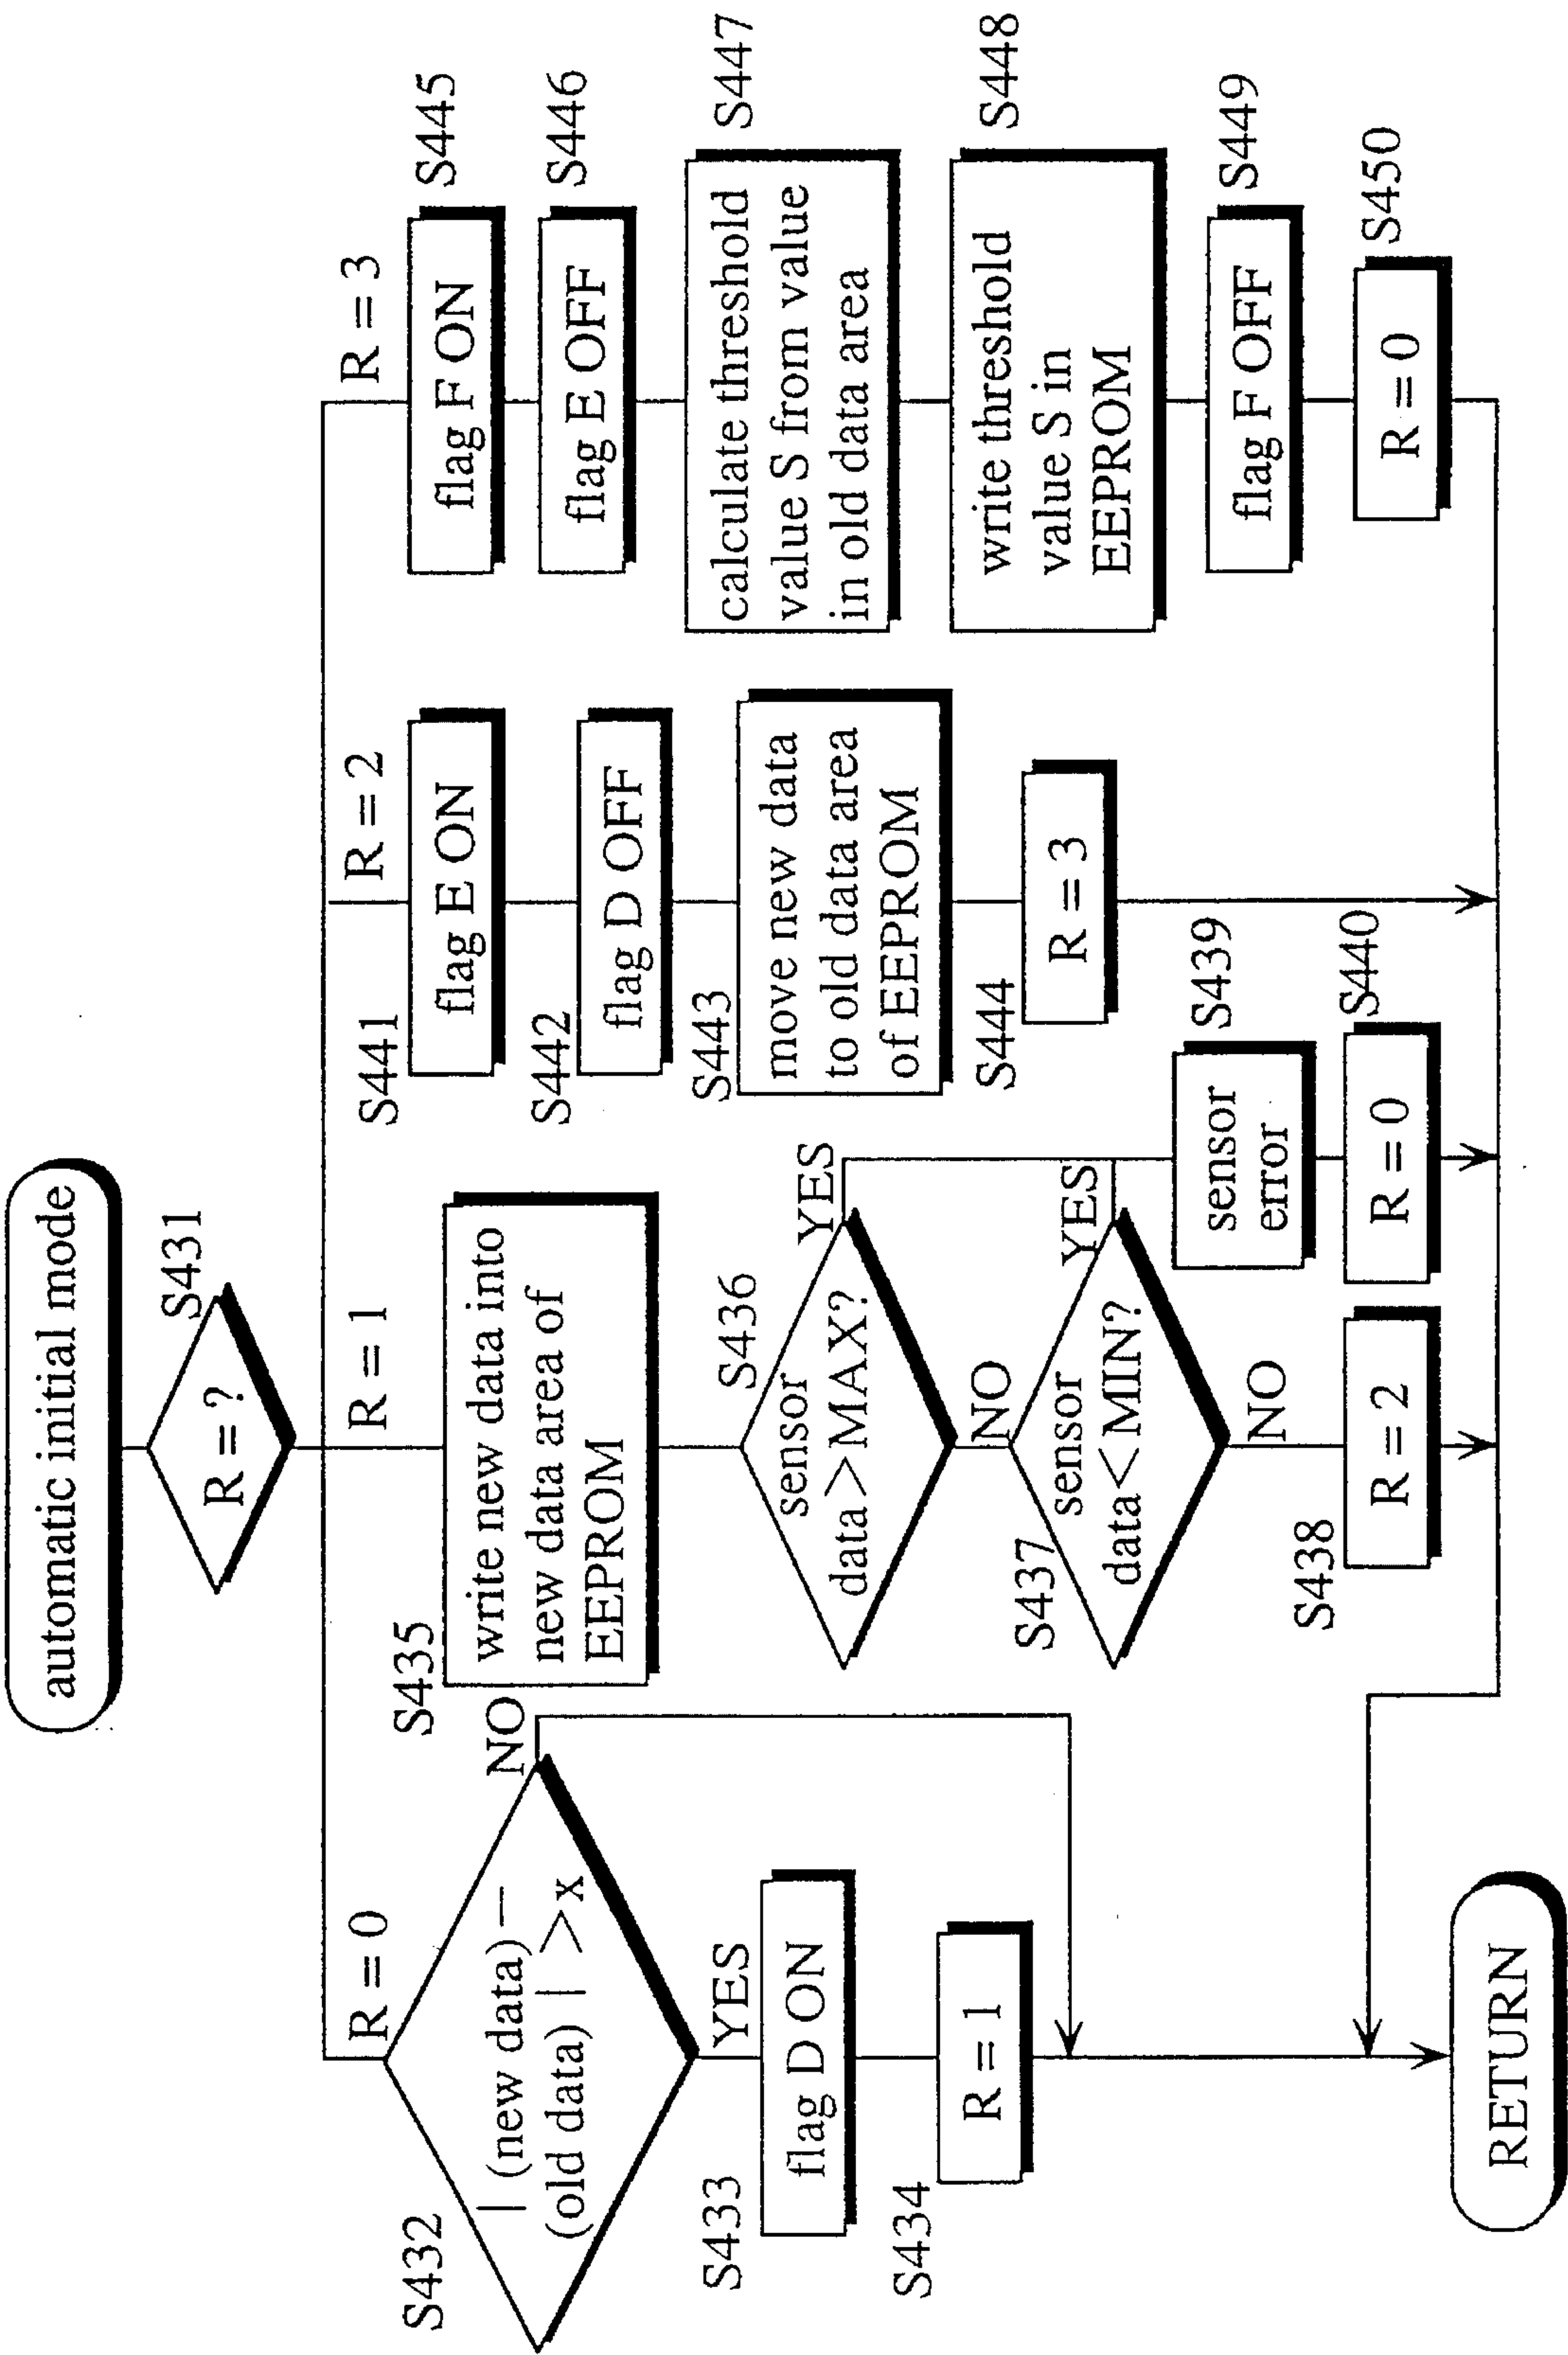 automatic initial mode
S431
R = ?
R = 0
S432
| (new data) –
(old data) | >x
NO
YES
S433
flag D ON
S434
R = 1
R = 1
S435
write new data into
new data area of
EEPROM
S436
sensor
data>MAX?
YES
NO
S437
sensor
data<MIN?
YES
NO
S438
R = 2
S439
sensor
error
S440
R = 0
R = 2
S441
flag E ON
S442
flag D OFF
S443
move new data
to old data area
of EEPROM
S444
R = 3
R = 3
S445
flag F ON
S446
flag E OFF
S447
calculate threshold
value S from value
in old data area
S448
write threshold
value S in
EEPROM
S449
flag F OFF
S450
R = 0
RETURN